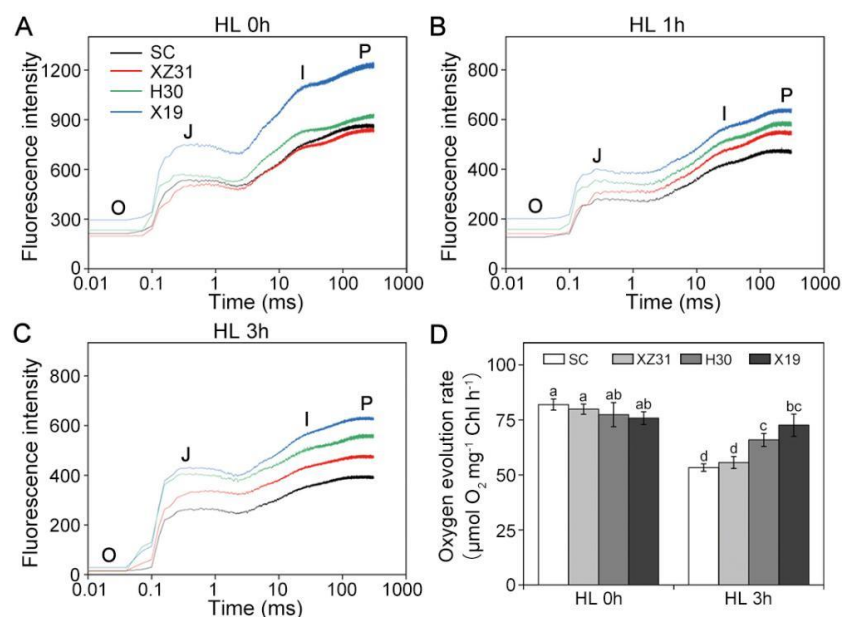 A
HL 0h
Fluorescence intensity
1200
900
600
300
0
SC
XZ31
H30
X19
O
J
I
P
0.01 0.1 1 10 100 1000
Time (ms)
B
HL 1h
Fluorescence intensity
800
600
400
200
0
O
J
I
P
0.01 0.1 1 10 100 1000
Time (ms)
C
HL 3h
Fluorescence intensity
800
600
400
200
0
O
J
I
P
0.01 0.1 1 10 100 1000
Time (ms)
D
Oxygen evolution rate
(μmol O₂ mg⁻¹ Chl h⁻¹)
100
75
50
25
0
SC XZ31 H30 X19
a a ab ab
d d c bc
HL 0h HL 3h